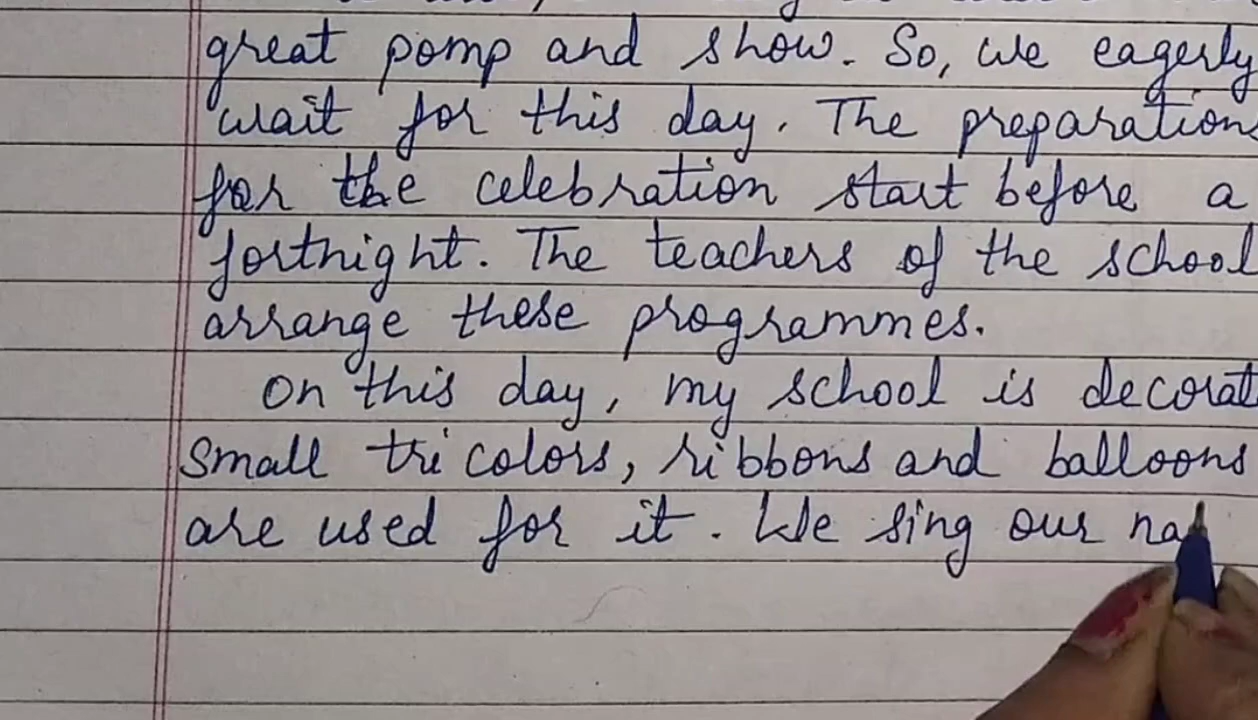 great pomp and show. So, we eagerly
wait for this day. The preparation
for the celebration start before a
fortnight. The teachers of the school
arrange these programmes.
On this day, my school is decorat
small tri colors, ribbons and balloons
are used for it. We sing our na